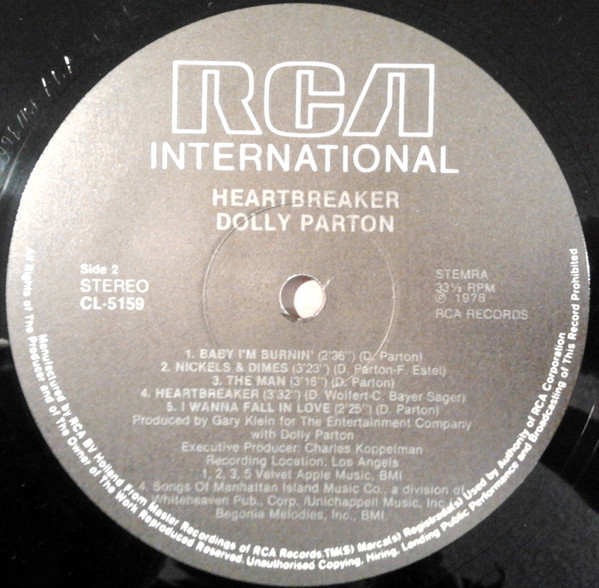 RCA
INTERNATIONAL
HEARTBREAKER
DOLLY PARTON
Side 2
STEREO
CL-5159
STEMRA
33⅓ RPM
℗ 1978
RCA RECORDS
1. BABY I'M BURNIN' (2'36") (D. Parton)
2. NICKELS & DIMES (3'23") (D. Parton-F. Estel)
3. THE MAN (3'16") (D. Parton)
4. HEARTBREAKER (3'32") (D. Wolfert-C. Bayer Sager)
5. I WANNA FALL IN LOVE (2'25") (D. Parton)
Produced by Gary Klein for The Entertainment Company
with Dolly Parton
Executive Producer: Charles Koppelman
Recording Location: Los Angels
1, 2, 3, 5 Velvet Apple Music, BMI
4. Songs Of Manhattan Island Music Co., a division of
Whitehaven Pub., Corp. /Unichappell Music, Inc.
Begonia Melodies, Inc., BMI.
Manufactured by RCA BV Holland From Master Recordings of RCA Records.TM(S) Marca(s) Registrada(s) Used by Authority of RCA Corporation
All Rights of The Producer and of The Owner of The Work Reproduced Reserved. Unauthorised Copying, Hiring, Lending Public Performance and Broadcasting of This Record Prohibited